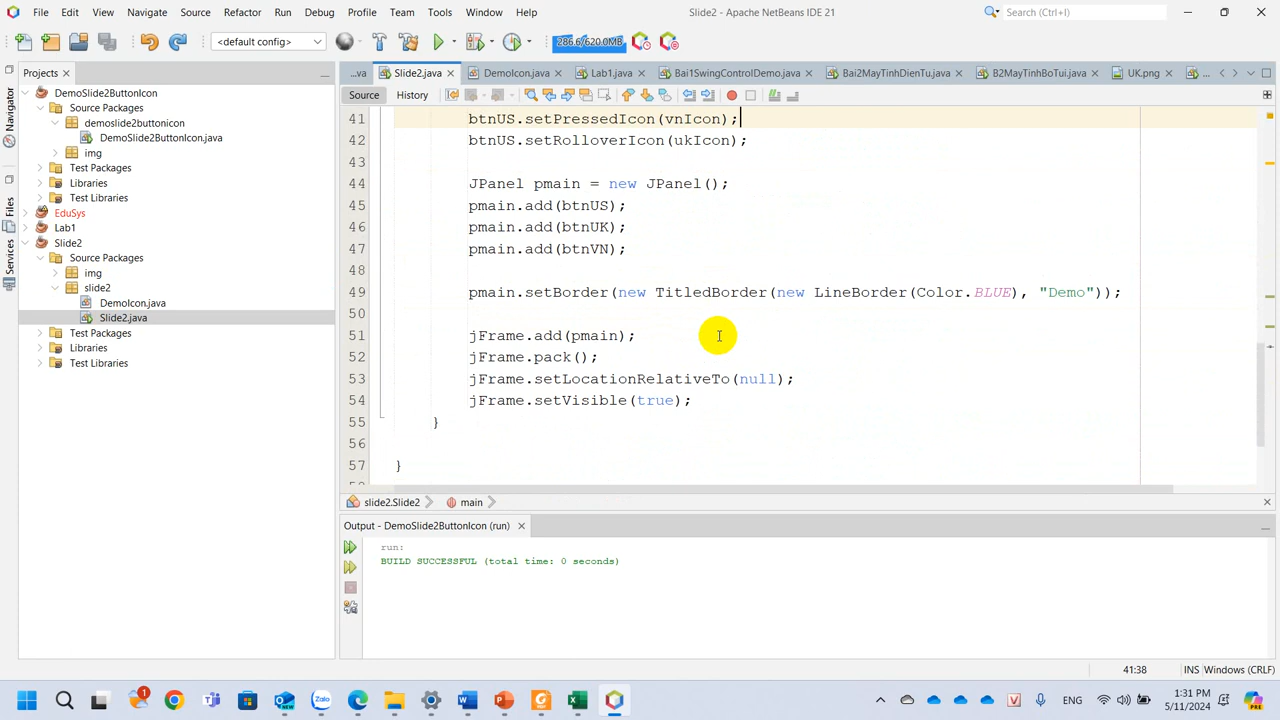 File Edit View Navigate Source Refactor Run Debug Profile Team Tools Window Help
Slide2 - Apache NetBeans IDE 21
Search (Ctrl+I)
<default config>
286.6/620.0MB
Projects
...va Slide2.java DemoIcon.java Lab1.java Bai1SwingControlDemo.java Bai2MayTinhDienTu.java B2MayTinhBoTui.java UK.png ...
Source History
Navigator
Files
Services
DemoSlide2ButtonIcon
Source Packages
demoslide2buttonicon
DemoSlide2ButtonIcon.java
img
Test Packages
Libraries
Test Libraries
EduSys
Lab1
Slide2
Source Packages
img
slide2
DemoIcon.java
Slide2.java
Test Packages
Libraries
Test Libraries
41 btnUS.setPressedIcon(vnIcon);
42 btnUS.setRolloverIcon(ukIcon);
43
44 JPanel pmain = new JPanel();
45 pmain.add(btnUS);
46 pmain.add(btnUK);
47 pmain.add(btnVN);
48
49 pmain.setBorder(new TitledBorder(new LineBorder(Color.BLUE), "Demo"));
50
51 jFrame.add(pmain);
52 jFrame.pack();
53 jFrame.setLocationRelativeTo(null);
54 jFrame.setVisible(true);
55 }
56
57 }
slide2.Slide2 main
Output - DemoSlide2ButtonIcon (run)
run:
BUILD SUCCESSFUL (total time: 0 seconds)
41:38 INS Windows (CRLF)
1
ENG
1:31 PM
5/11/2024